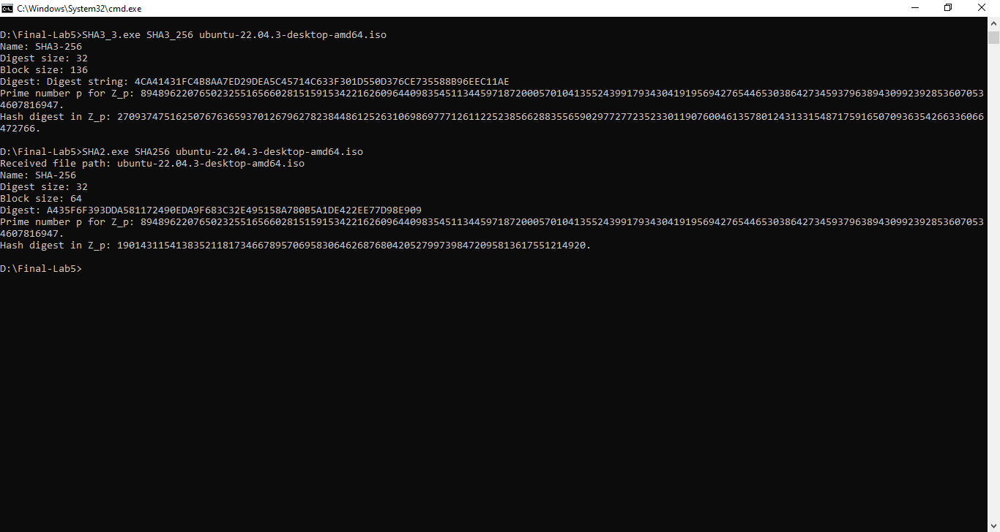 C:\Windows\System32\cmd.exe
D:\Final-Lab5>SHA3_3.exe SHA3_256 ubuntu-22.04.3-desktop-amd64.iso
Name: SHA3-256
Digest size: 32
Block size: 136
Digest: Digest string: 4CA41431FC4B8AA7ED29DEA5C45714C633F301D550D376CE735588B96EEC11AE
Prime number p for Z_p: 894896220765023255165660281515915342216260964409835451134459718720005701041355243991793430419195694276544653038642734593796389430992392853607053
4607816947.
Hash digest in Z_p: 2709374751625076763659370126796278238448612526310698697771261122523856628835565902977277235233011907600461357801243133154871759165070936354266336066
472766.
D:\Final-Lab5>SHA2.exe SHA256 ubuntu-22.04.3-desktop-amd64.iso
Received file path: ubuntu-22.04.3-desktop-amd64.iso
Name: SHA-256
Digest size: 32
Block size: 64
Digest: A435F6F393DDA581172490EDA9F683C32E495158A780B5A1DE422EE77D98E909
Prime number p for Z_p: 894896220765023255165660281515915342216260964409835451134459718720005701041355243991793430419195694276544653038642734593796389430992392853607053
4607816947.
Hash digest in Z_p: 190143115413835211817346678957069583064626876804205279973984720958136175512​14920.
D:\Final-Lab5>